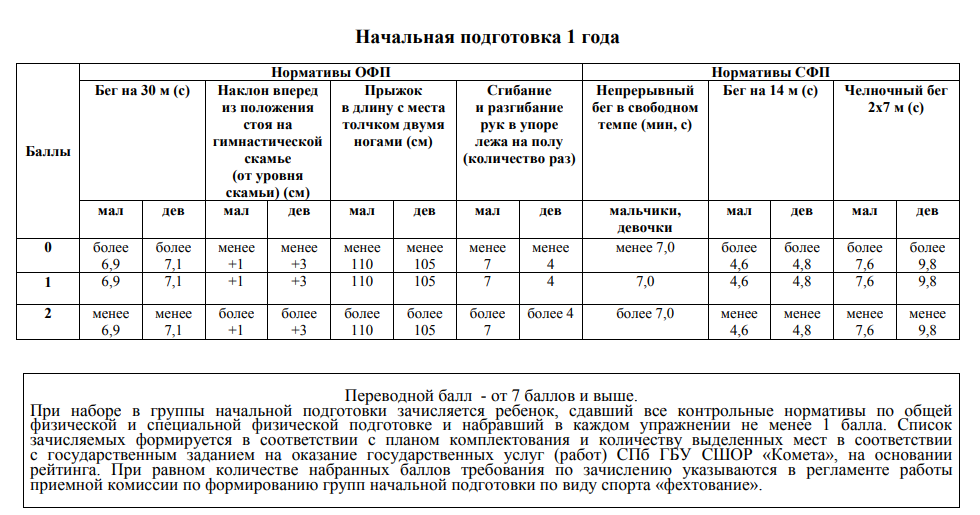 Начальная подготовка 1 года
Баллы
Нормативы ОФП
Нормативы СФП
Бег на 30 м (с)
Наклон вперед
из положения
стоя на
гимнастической
скамье
(от уровня
скамьи) (см)
Прыжок
в длину с места
толчком двумя
ногами (см)
Сгибание
и разгибание
рук в упоре
лежа на полу
(количество раз)
Непрерывный
бег в свободном
темпе (мин, с)
Бег на 14 м (с)
Челночный бег
2х7 м (с)
мал дев мал дев мал дев мал дев мальчики, девочки мал дев мал дев
0 более 6,9 более 7,1 менее +1 менее +3 менее 110 менее 105 менее 7 менее 4 менее 7,0 более 4,6 более 4,8 более 7,6 более 9,8
1 6,9 7,1 +1 +3 110 105 7 4 7,0 4,6 4,8 7,6 9,8
2 менее 6,9 менее 7,1 более +1 более +3 более 110 более 105 более 7 более 4 более 7,0 менее 4,6 менее 4,8 менее 7,6 менее 9,8
Переводной балл - от 7 баллов и выше.
При наборе в группы начальной подготовки зачисляется ребенок, сдавший все контрольные нормативы по общей
физической и специальной физической подготовке и набравший в каждом упражнении не менее 1 балла. Список
зачисляемых формируется в соответствии с планом комплектования и количеству выделенных мест в соответствии
с государственным заданием на оказание государственных услуг (работ) СПб ГБУ СШОР «Комета», на основании
рейтинга. При равном количестве набранных баллов требования по зачислению указываются в регламенте работы
приемной комиссии по формированию групп начальной подготовки по виду спорта «фехтование».